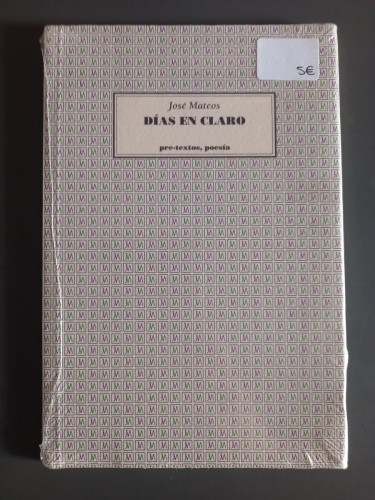 5€
José Mateos
DÍAS EN CLARO
pre-textos, poesía